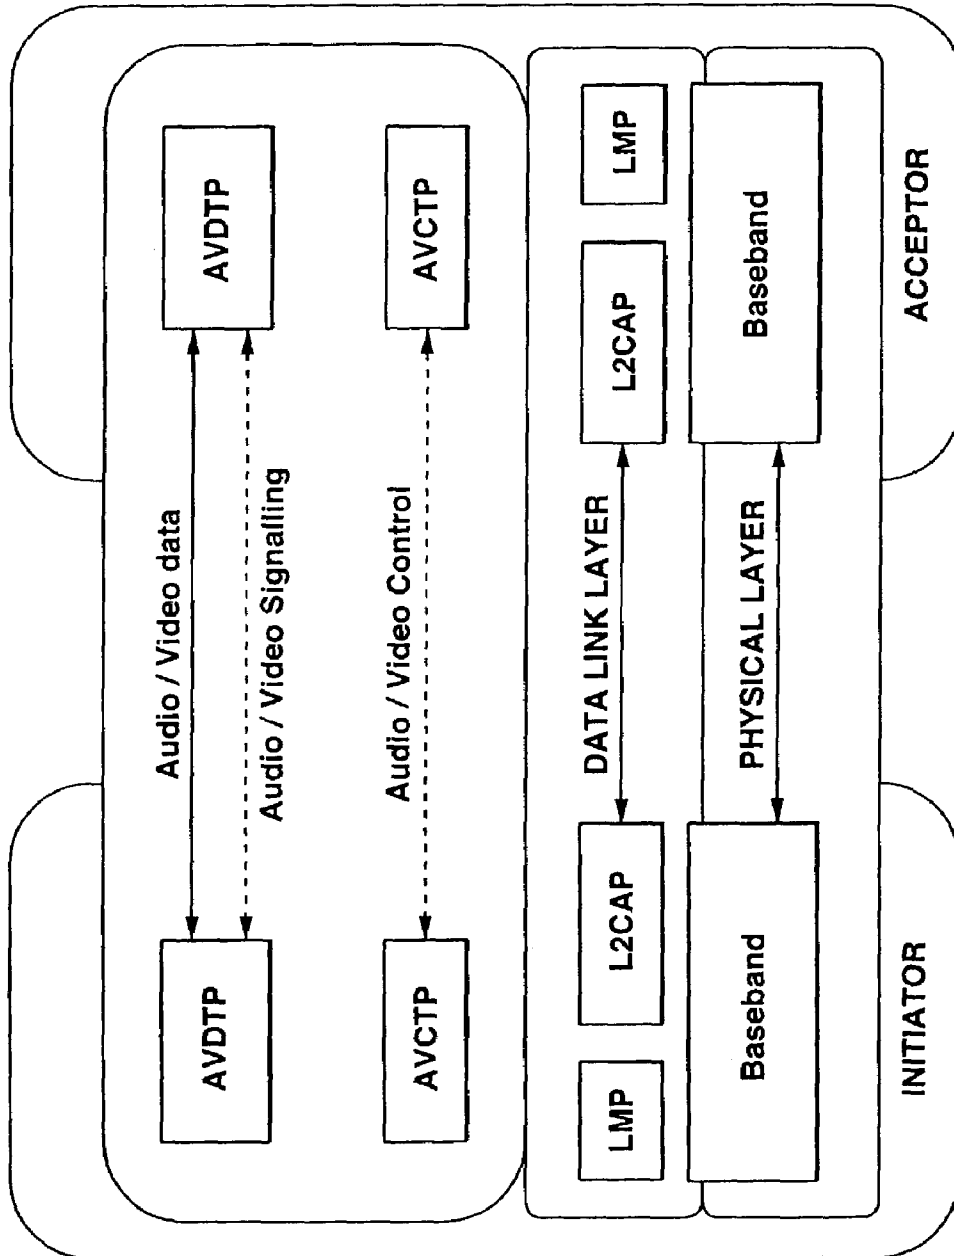 AVDTP
Audio / Video data
AVDTP
Audio / Video Signalling
AVCTP
Audio / Video Control
AVCTP
LMP
L2CAP
DATA LINK LAYER
L2CAP
LMP
Baseband
PHYSICAL LAYER
Baseband
INITIATOR
ACCEPTOR